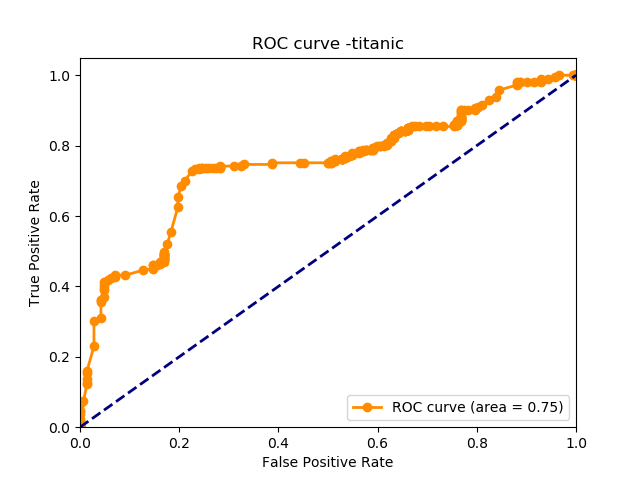 ROC curve -titanic
True Positive Rate
1.0
0.8
0.6
0.4
0.2
0.0
0.0 0.2 0.4 0.6 0.8 1.0
False Positive Rate
ROC curve (area = 0.75)